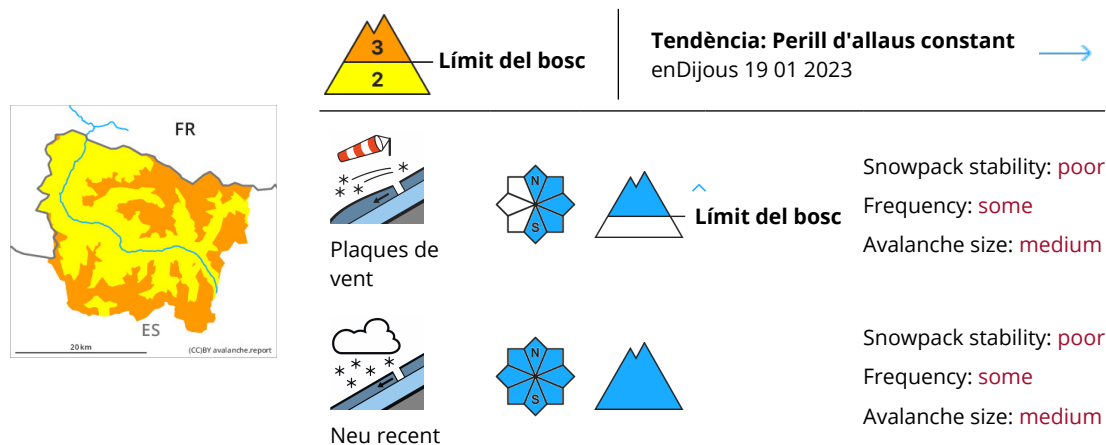 3
2
Límit del bosc
Tendència: Perill d'allaus constant
enDijous 19 01 2023
FR
ES
20 km
(CC)BY avalanche.report
Plaques de
vent
N
S
Límit del bosc
Snowpack stability: poor
Frequency: some
Avalanche size: medium
Neu recent
N
S
Snowpack stability: poor
Frequency: some
Avalanche size: medium